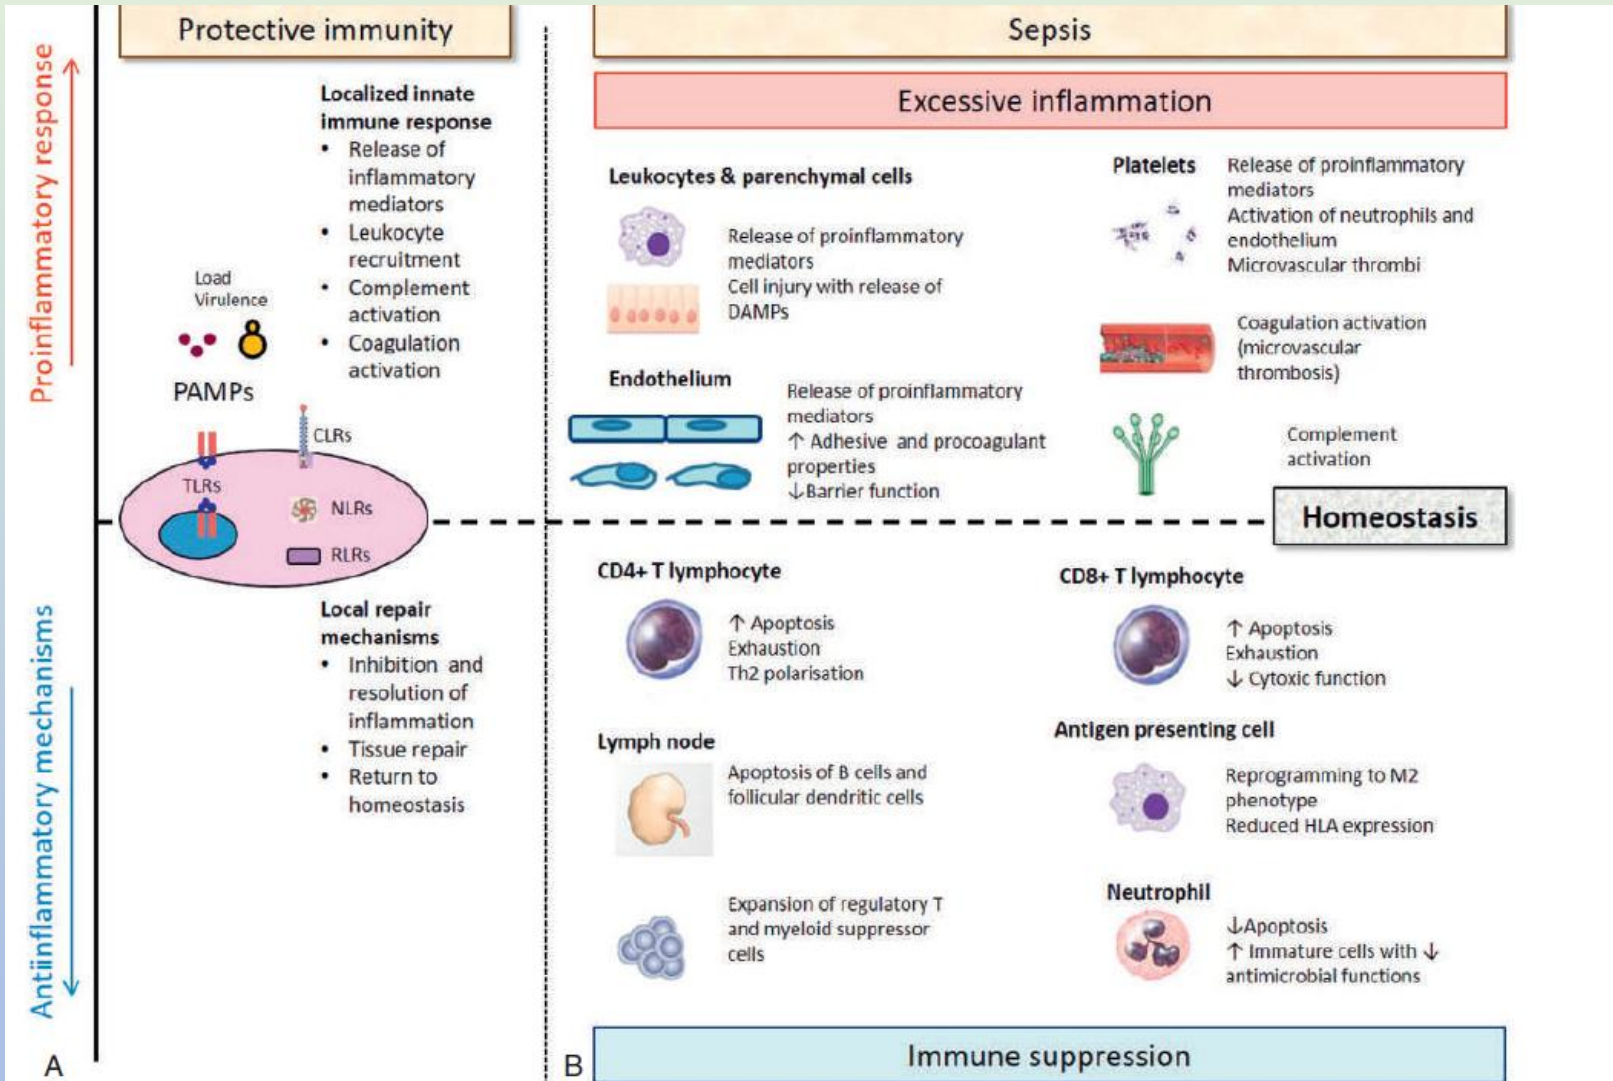 Proinflammatory response
Antiinflammatory mechanisms
Protective immunity
Localized innate
immune response
• Release of
inflammatory
mediators
• Leukocyte
recruitment
• Complement
activation
• Coagulation
activation
Load
Virulence
PAMPs
CLRs
TLRs
NLRs
RLRs
Local repair
mechanisms
• Inhibition and
resolution of
inflammation
• Tissue repair
• Return to
homeostasis
A
Sepsis
Excessive inflammation
Leukocytes & parenchymal cells
Release of proinflammatory
mediators
Cell injury with release of
DAMPs
Platelets
Release of proinflammatory
mediators
Activation of neutrophils and
endothelium
Microvascular thrombi
Coagulation activation
(microvascular
thrombosis)
Endothelium
Release of proinflammatory
mediators
↑ Adhesive and procoagulant
properties
↓Barrier function
Complement
activation
Homeostasis
CD4+ T lymphocyte
↑ Apoptosis
Exhaustion
Th2 polarisation
CD8+ T lymphocyte
↑ Apoptosis
Exhaustion
↓ Cytoxic function
Lymph node
Apoptosis of B cells and
follicular dendritic cells
Antigen presenting cell
Reprogramming to M2
phenotype
Reduced HLA expression
Expansion of regulatory T
and myeloid suppressor
cells
Neutrophil
↓Apoptosis
↑ Immature cells with ↓
antimicrobial functions
B
Immune suppression